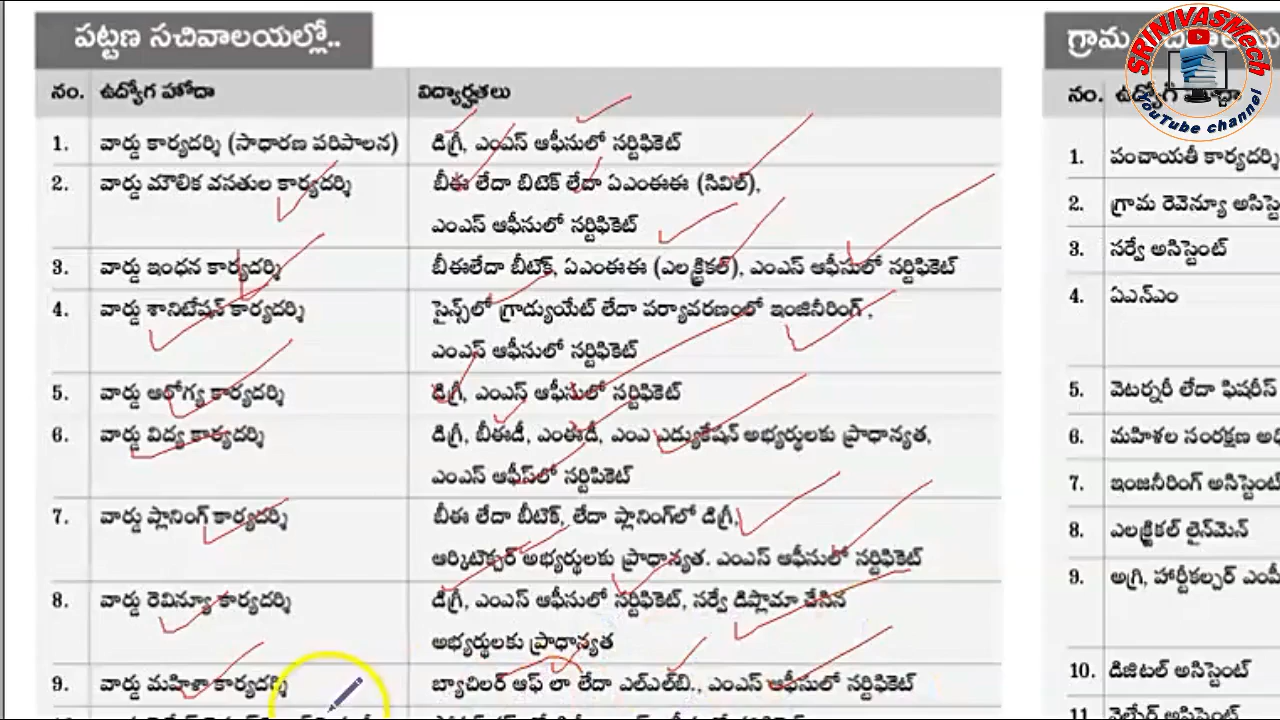 పట్టణ సచివాలయల్లో..
నం. ఉద్యోగ హోదా విద్యార్హతలు
1. వార్డు కార్యదర్శి (సాధారణ పరిపాలన) డిగ్రీ, ఎంఎస్ ఆఫీసులో సర్టిఫికెట్
2. వార్డు మౌలిక వసతుల కార్యదర్శి బీఈ లేదా బిటెక్ లేదా ఏఎంఈఈ (సివిల్),
ఎంఎస్ ఆఫీసులో సర్టిఫికెట్
3. వార్డు ఇంధన కార్యదర్శి బీఈలేదా బీటెక్, ఏఎంఈఈ (ఎలక్ట్రికల్), ఎంఎస్ ఆఫీసులో సర్టిఫికెట్
4. వార్డు శానిటేషన్ కార్యదర్శి సైన్స్‌లో గ్రాడ్యుయేట్ లేదా పర్యావరణంలో ఇంజినీరింగ్,
ఎంఎస్ ఆఫీసులో సర్టిఫికెట్
5. వార్డు ఆరోగ్య కార్యదర్శి డిగ్రీ, ఎంఎస్ ఆఫీసులో సర్టిఫికెట్
6. వార్డు విద్య కార్యదర్శి డిగ్రీ, బీఈడీ, ఎంఈడీ, ఎంఎ ఎడ్యుకేషన్ అభ్యర్థులకు ప్రాధాన్యత,
ఎంఎస్ ఆఫీస్‌లో సర్టిపికెట్
7. వార్డు ప్లానింగ్ కార్యదర్శి బీఈ లేదా బీటెక్, లేదా ప్లానింగ్‌లో డిగ్రీ,
ఆర్కిటెక్చర్ అభ్యర్థులకు ప్రాధాన్యత. ఎంఎస్ ఆఫీసులో సర్టిఫికెట్
8. వార్డు రెవిన్యూ కార్యదర్శి డిగ్రీ, ఎంఎస్ ఆఫీసులో సర్టిఫికెట్, సర్వే డిప్లొమా చేసిన
అభ్యర్థులకు ప్రాధాన్యత
9. వార్డు మహిళా కార్యదర్శి బ్యాచిలర్ ఆఫ్ లా లేదా ఎల్ఎల్‌బి., ఎంఎస్ ఆఫీసులో సర్టిఫికెట్
గ్రామ
నం. ఉద్యోగ
1. పంచాయతీ కార్యదర్శి
2. గ్రామ రెవెన్యూ
3. సర్వే అసిస్టెంట్
4. ఏఎన్ఎం
5. వెటర్నరీ లేదా ఫిషరీస్
6. మహిళల సంరక్షణ
7. ఇంజనీరింగ్ అసిస్టెంట్
8. ఎలక్ట్రికల్ లైన్‌మెన్
9. అగ్రి, హార్టీకల్చర్
10. డిజిటల్ అసిస్టెంట్
11. వెల్ఫేర్ అసిస్టెంట్
SRINIVASMech
YouTube channel